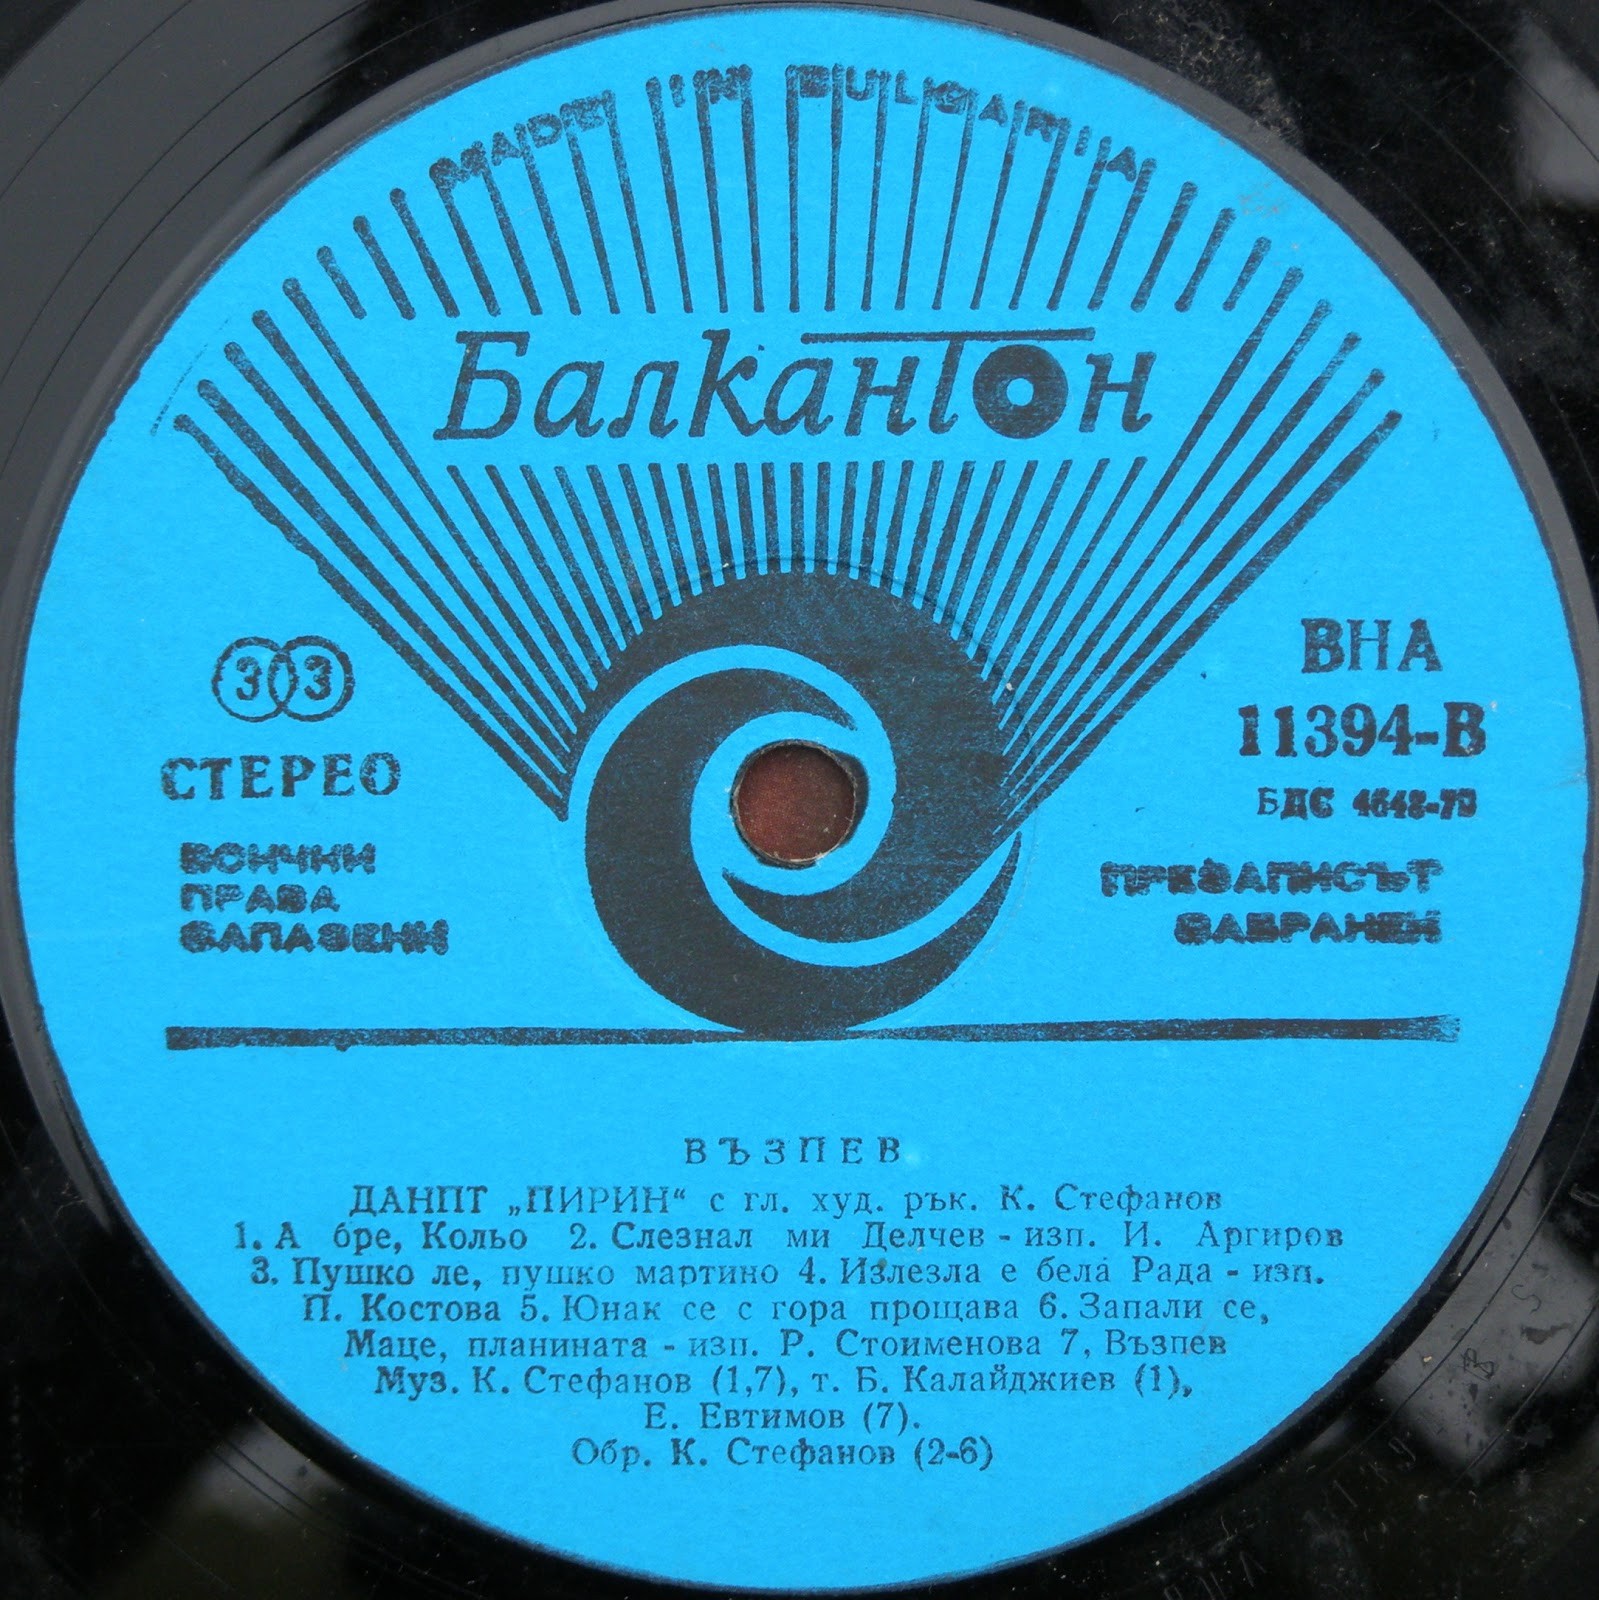 MADE IN BULGARIA
Балкантон
33
СТЕРЕО
ВСИЧКИ
ПРАВА
ЗАПАЗЕНИ
ВНА
11394-В
БДС 4648-70
ПРЕЗАПИСЪТ
ЗАБРАНЕН
ВЪЗПЕВ
ДАНПТ „ПИРИН“ с гл. худ. рък. К. Стефанов
1. А бре, Кольо 2. Слезнал ми Делчев - изп. И. Аргиров
3. Пушко ле, пушко мартино 4. Излезла е бела Рада - изп.
П. Костова 5. Юнак се с гора прощава 6. Запали се,
Маце, планината - изп. Р. Стоименова 7, Възпев
Муз. К. Стефанов (1,7), т. Б. Калайджиев (1),
Е. Евтимов (7).
Обр. К. Стефанов (2-6)